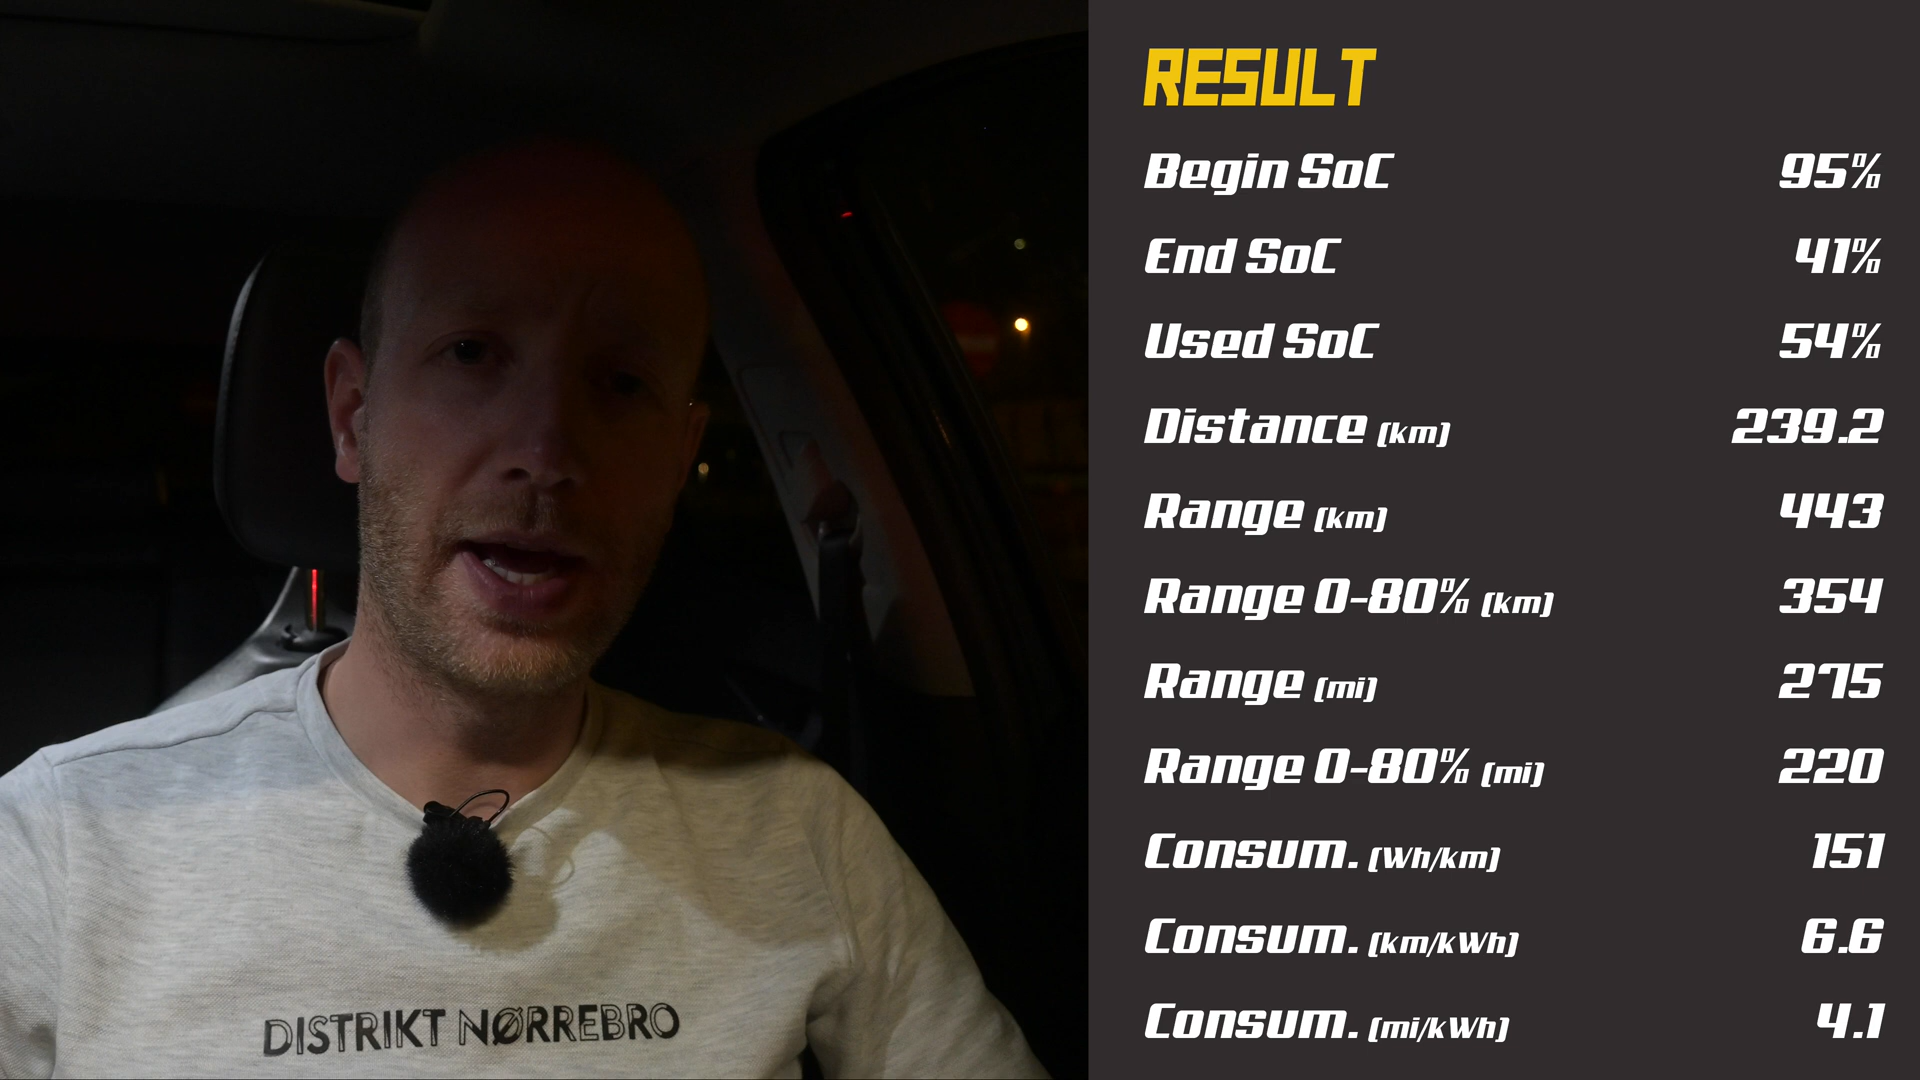 RESULT
Begin SoC 95%
End SoC 41%
Used SoC 54%
Distance (km) 239.2
Range (km) 443
Range 0-80% (km) 354
Range (mi) 275
Range 0-80% (mi) 220
Consum. (Wh/km) 151
Consum. (km/kWh) 6.6
Consum. (mi/kWh) 4.1
DISTRIKT NØRREBRO